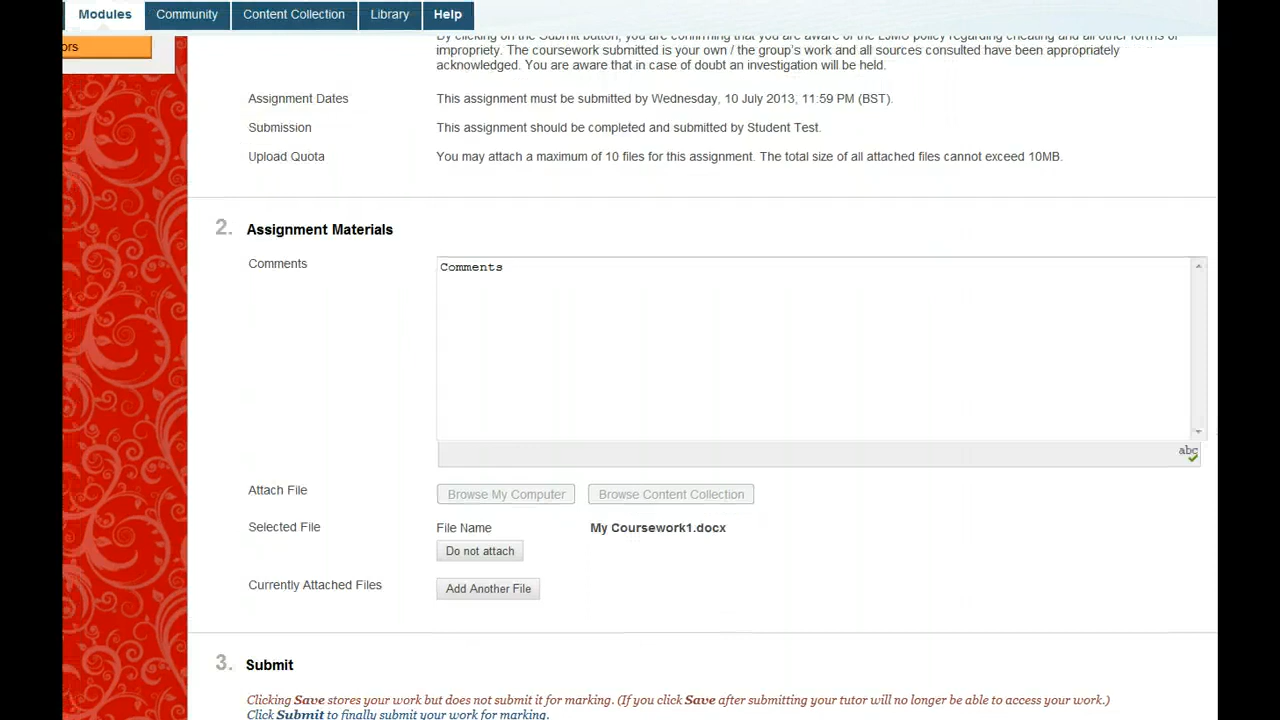 Modules Community Content Collection Library Help
ors
By clicking on the Submit button, you are confirming that you are aware of the LJMU policy regarding cheating and all other forms of
impropriety. The coursework submitted is your own / the group's work and all sources consulted have been appropriately
acknowledged. You are aware that in case of doubt an investigation will be held.
Assignment Dates This assignment must be submitted by Wednesday, 10 July 2013, 11:59 PM (BST).
Submission This assignment should be completed and submitted by Student Test.
Upload Quota You may attach a maximum of 10 files for this assignment. The total size of all attached files cannot exceed 10MB.
2. Assignment Materials
Comments Comments
abc
Attach File Browse My Computer Browse Content Collection
Selected File File Name My Coursework1.docx
Do not attach
Currently Attached Files Add Another File
3. Submit
Clicking Save stores your work but does not submit it for marking. (If you click Save after submitting your tutor will no longer be able to access your work.)
Click Submit to finally submit your work for marking.